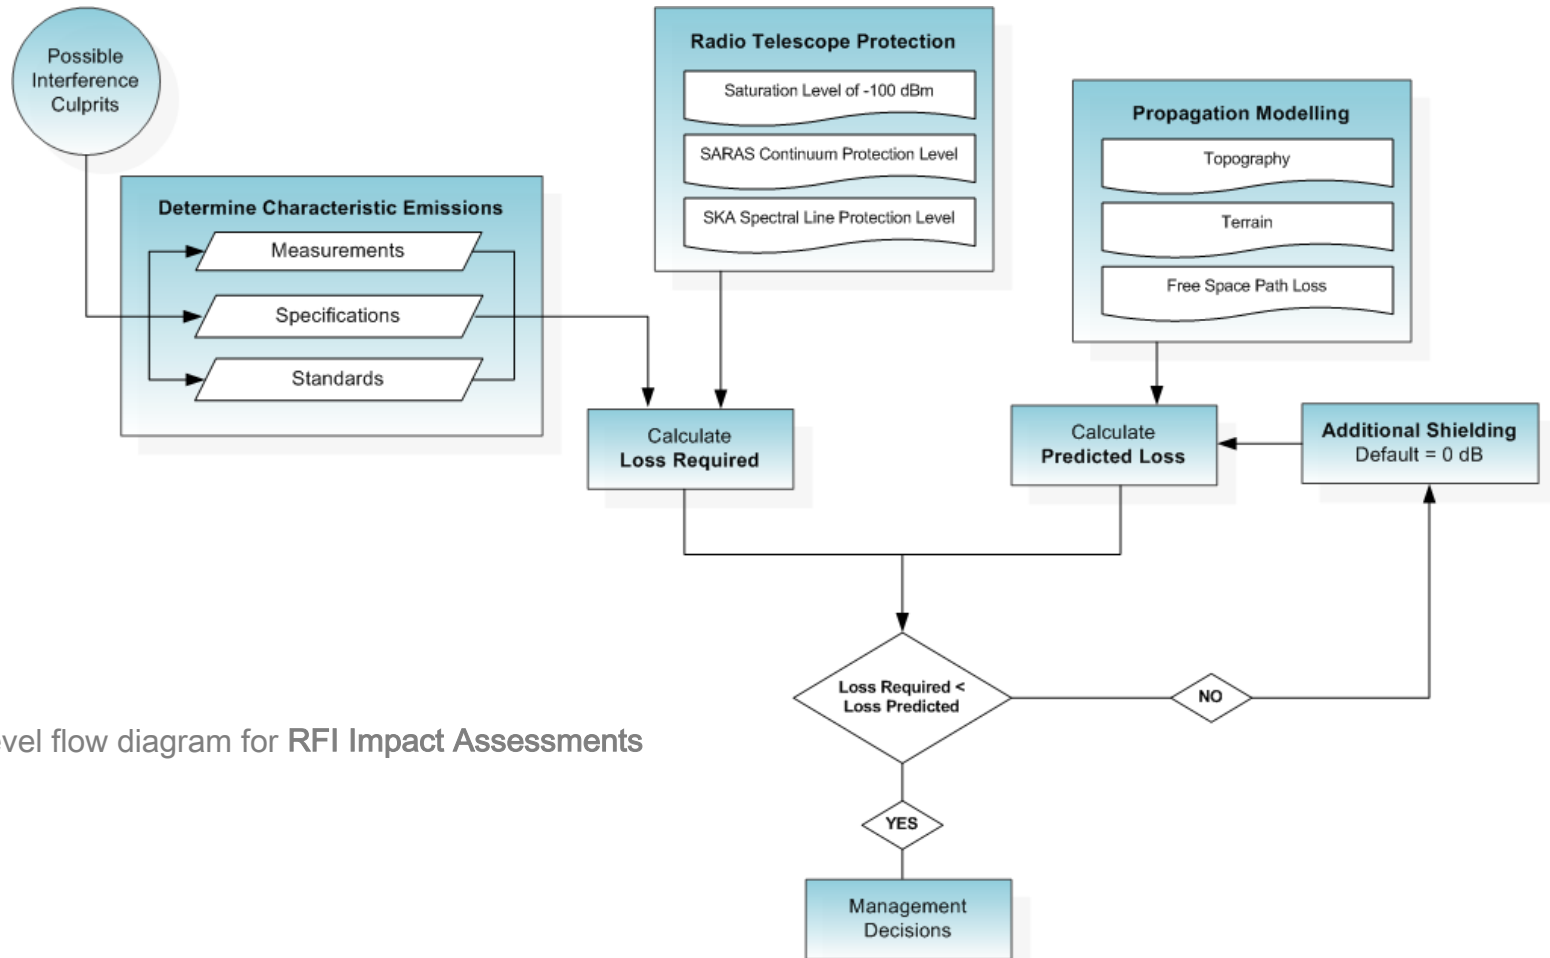 Possible
Interference
Culprits
Determine Characteristic Emissions
Measurements
Specifications
Standards
Radio Telescope Protection
Saturation Level of -100 dBm
SARAS Continuum Protection Level
SKA Spectral Line Protection Level
Propagation Modelling
Topography
Terrain
Free Space Path Loss
Calculate
Loss Required
Calculate
Predicted Loss
Additional Shielding
Default = 0 dB
Loss Required <
Loss Predicted
NO
YES
Management
Decisions
flow diagram for RFI Impact Assessments